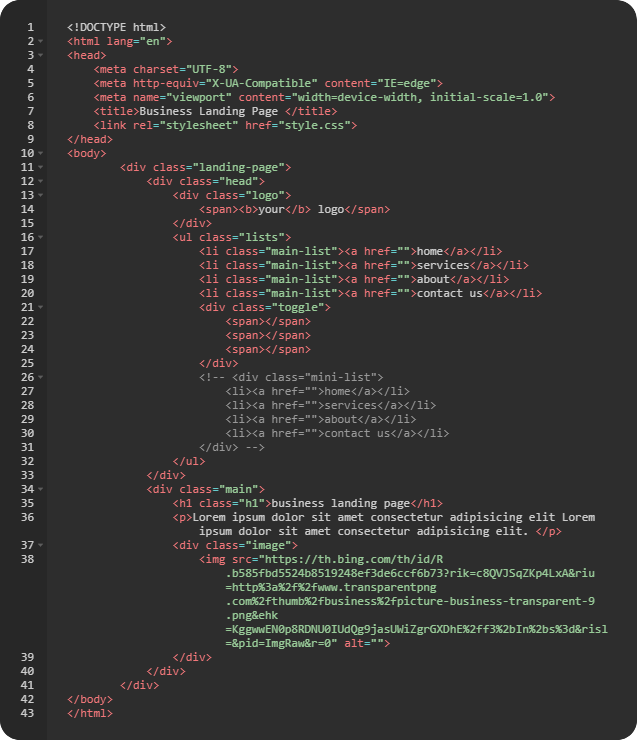 1 <!DOCTYPE html>
2 <html lang="en">
3 <head>
4 <meta charset="UTF-8">
5 <meta http-equiv="X-UA-Compatible" content="IE=edge">
6 <meta name="viewport" content="width=device-width, initial-scale=1.0">
7 <title>Business Landing Page </title>
8 <link rel="stylesheet" href="style.css">
9 </head>
10 <body>
11 <div class="landing-page">
12 <div class="head">
13 <div class="logo">
14 <span><b>your</b> logo</span>
15 </div>
16 <ul class="lists">
17 <li class="main-list"><a href="">home</a></li>
18 <li class="main-list"><a href="">services</a></li>
19 <li class="main-list"><a href="">about</a></li>
20 <li class="main-list"><a href="">contact us</a></li>
21 <div class="toggle">
22 <span></span>
23 <span></span>
24 <span></span>
25 </div>
26 <!-- <div class="mini-list">
27 <li><a href="">home</a></li>
28 <li><a href="">services</a></li>
29 <li><a href="">about</a></li>
30 <li><a href="">contact us</a></li>
31 </div> -->
32 </ul>
33 </div>
34 <div class="main">
35 <h1 class="h1">business landing page</h1>
36 <p>Lorem ipsum dolor sit amet consectetur adipisicing elit Lorem
ipsum dolor sit amet consectetur adipisicing elit. </p>
37 <div class="image">
38 <img src="https://th.bing.com/th/id/R
.b585fbd5524b8519248ef3de6ccf6b73?rik=c8QVJSqZKp4LxA&riu
=http%3a%2f%2fwww.transparentpng
.com%2fthumb%2fbusiness%2fpicture-business-transparent-9
.png&ehk
=KggwwEN0p8RDNU0IUdQg9jasUWiZgrGXDhE%2ff3%2bIn%2bs%3d&risl
=&pid=ImgRaw&r=0" alt="">
39 </div>
40 </div>
41 </div>
42 </body>
43 </html>